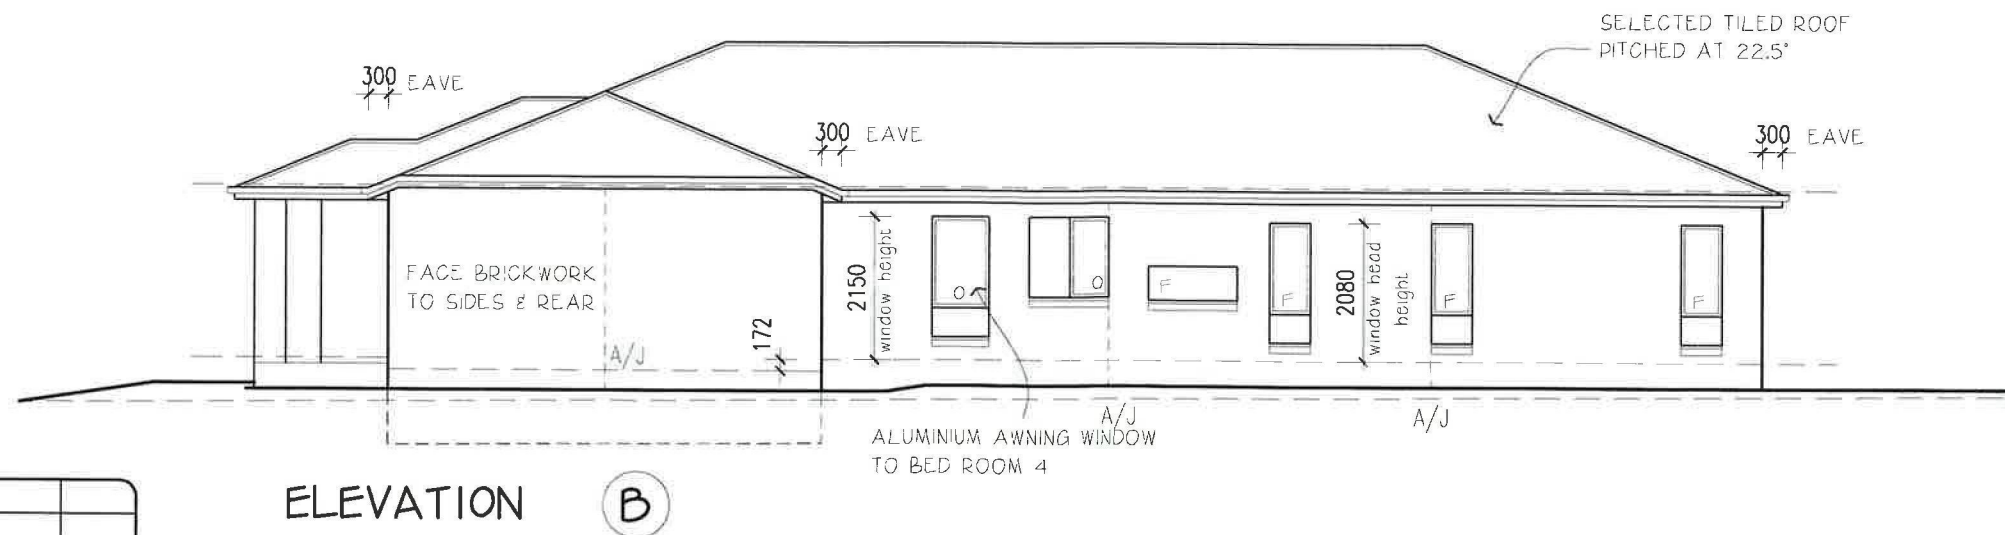 SELECTED TILED ROOF
PITCHED AT 22.5°
300 EAVE
300 EAVE
300 EAVE
FACE BRICKWORK
TO SIDES & REAR
A/J
172
2150
window height
O
O
F
F
2080
window head
height
F
F
A/J
A/J
ALUMINIUM AWNING WINDOW
TO BED ROOM 4
ELEVATION B